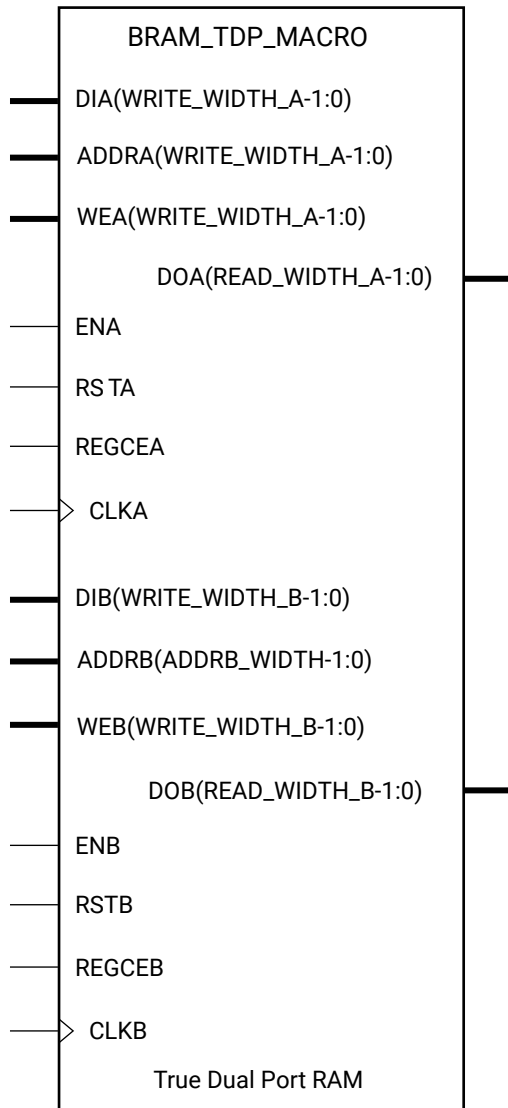 BRAM_TDP_MACRO
DIA(WRITE_WIDTH_A-1:0)
ADDRA(WRITE_WIDTH_A-1:0)
WEA(WRITE_WIDTH_A-1:0)
DOA(READ_WIDTH_A-1:0)
ENA
RS TA
REGCEA
CLKA
DIB(WRITE_WIDTH_B-1:0)
ADDRB(ADDRB_WIDTH-1:0)
WEB(WRITE_WIDTH_B-1:0)
DOB(READ_WIDTH_B-1:0)
ENB
RSTB
REGCEB
CLKB
True Dual Port RAM